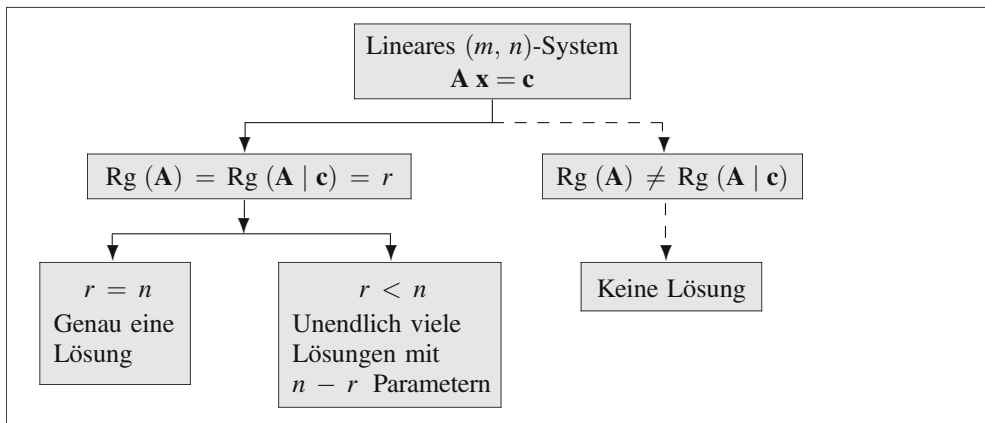 Lineares (m, n)-System
A x = c
Rg (A) = Rg (A | c) = r
Rg (A) ≠ Rg (A | c)
r = n
Genau eine
Lösung
r < n
Unendlich viele
Lösungen mit
n − r Parametern
Keine Lösung